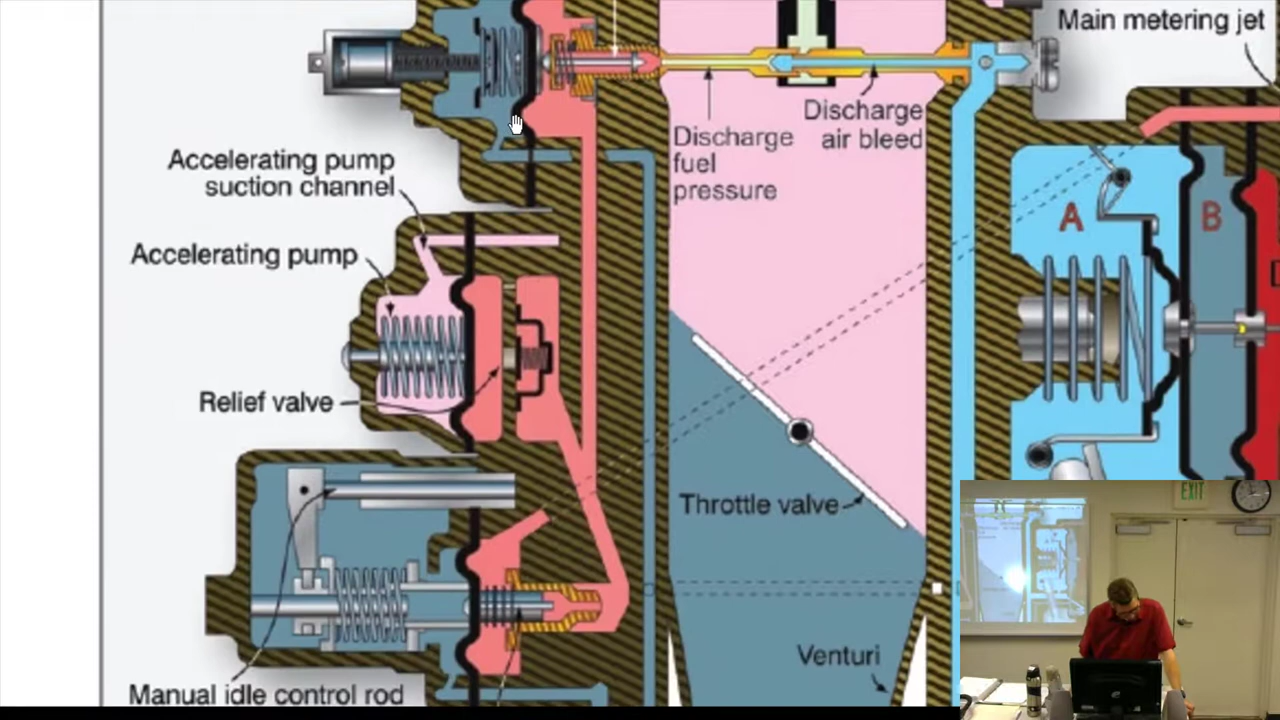 Main metering jet
Discharge
air bleed
Discharge
fuel
pressure
Accelerating pump
suction channel
Accelerating pump
A
B
Relief valve
Throttle valve
EXIT
Venturi
Manual idle control rod